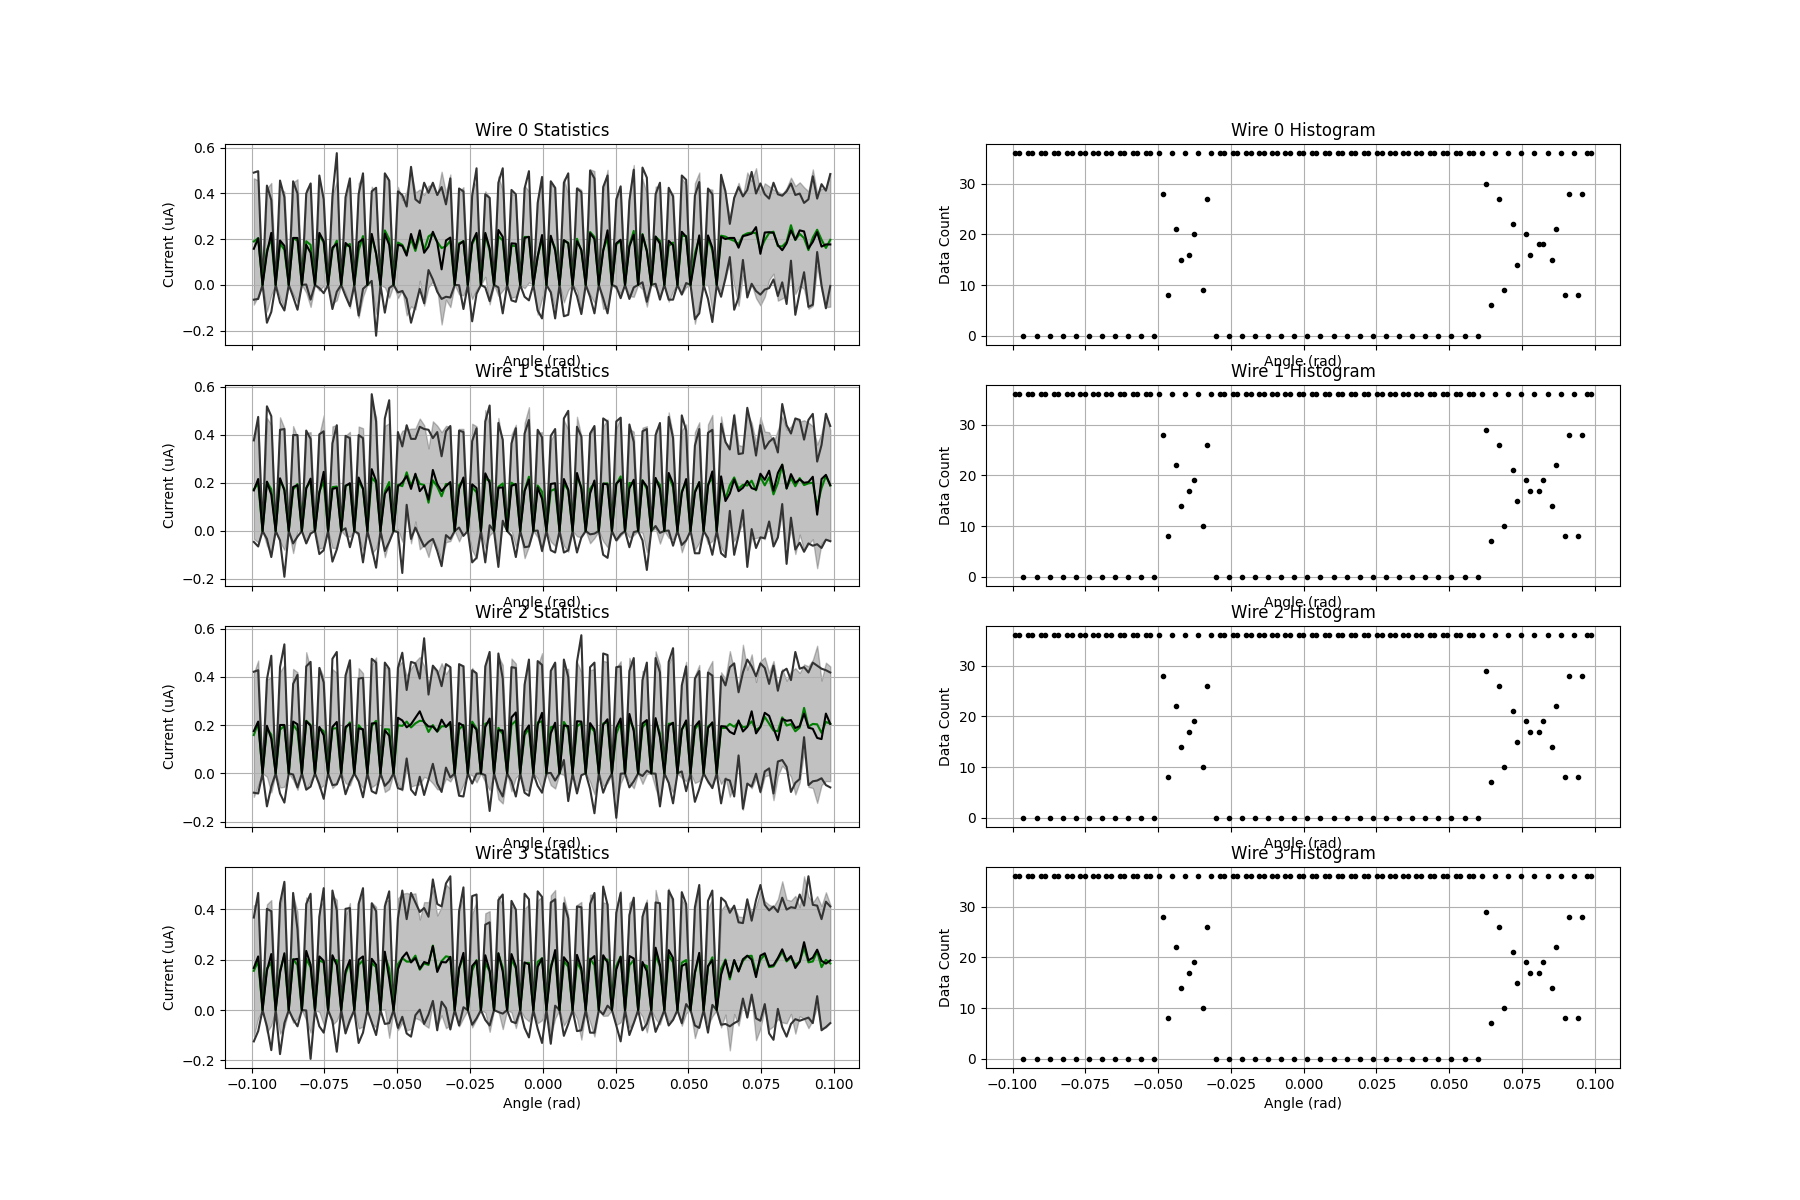 Wire 0 Statistics
Wire 0 Histogram
0.6
0.4
0.2
0.0
−0.2
Current (uA)
Angle (rad)
30
20
10
0
Data Count
Angle (rad)
Wire 1 Statistics
Wire 1 Histogram
0.6
0.4
0.2
0.0
−0.2
Current (uA)
Angle (rad)
30
20
10
0
Data Count
Angle (rad)
Wire 2 Statistics
Wire 2 Histogram
0.6
0.4
0.2
0.0
−0.2
Current (uA)
Angle (rad)
30
20
10
0
Data Count
Angle (rad)
Wire 3 Statistics
Wire 3 Histogram
0.4
0.2
0.0
−0.2
Current (uA)
−0.100 −0.075 −0.050 −0.025 0.000 0.025 0.050 0.075 0.100
Angle (rad)
30
20
10
0
Data Count
−0.100 −0.075 −0.050 −0.025 0.000 0.025 0.050 0.075 0.100
Angle (rad)